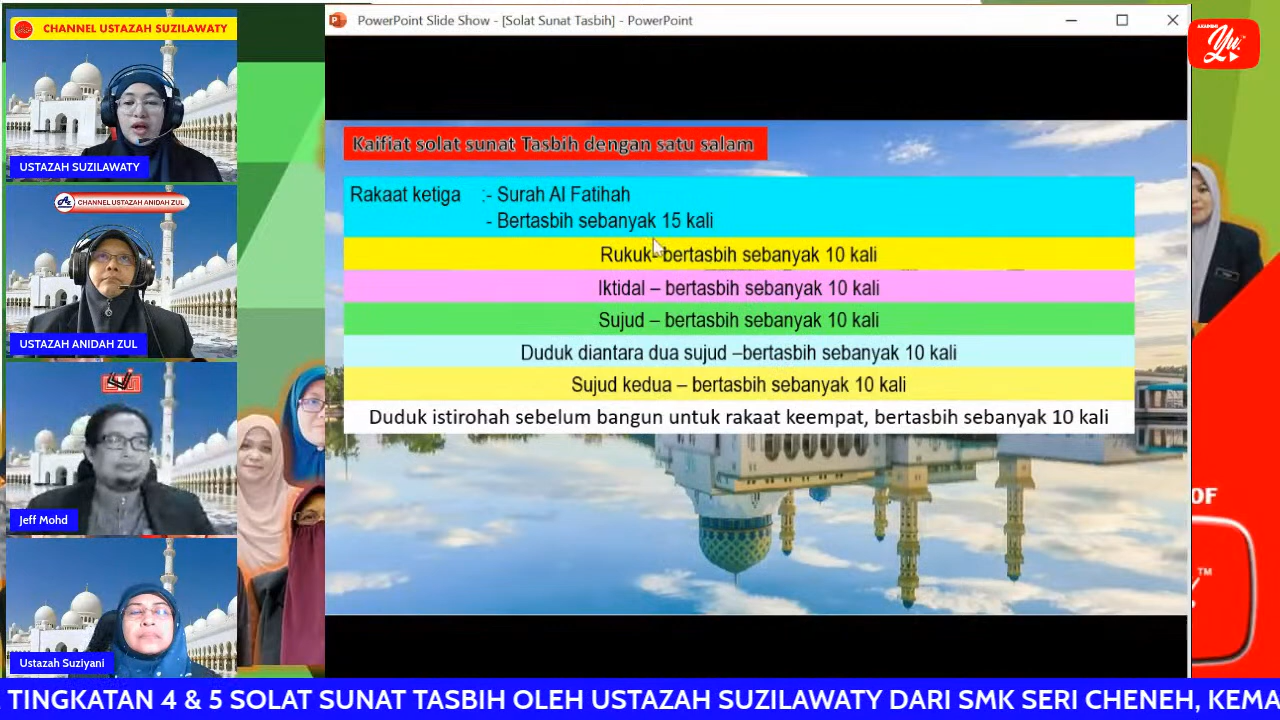 PowerPoint Slide Show - [Solat Sunat Tasbih] - PowerPoint
CHANNEL USTAZAH SUZILAWATY
USTAZAH SUZILAWATY
CHANNEL USTAZAH ANIDAH ZUL
USTAZAH ANIDAH ZUL
Jeff Mohd
Ustazah Suziyani
Kaifiat solat sunat Tasbih dengan satu salam
Rakaat ketiga :- Surah Al Fatihah
- Bertasbih sebanyak 15 kali
Rukuk- bertasbih sebanyak 10 kali
Iktidal – bertasbih sebanyak 10 kali
Sujud – bertasbih sebanyak 10 kali
Duduk diantara dua sujud –bertasbih sebanyak 10 kali
Sujud kedua – bertasbih sebanyak 10 kali
Duduk istirohah sebelum bangun untuk rakaat keempat, bertasbih sebanyak 10 kali
Yu
OF
TM
TINGKATAN 4 & 5 SOLAT SUNAT TASBIH OLEH USTAZAH SUZILAWATY DARI SMK SERI CHENEH, KEMA